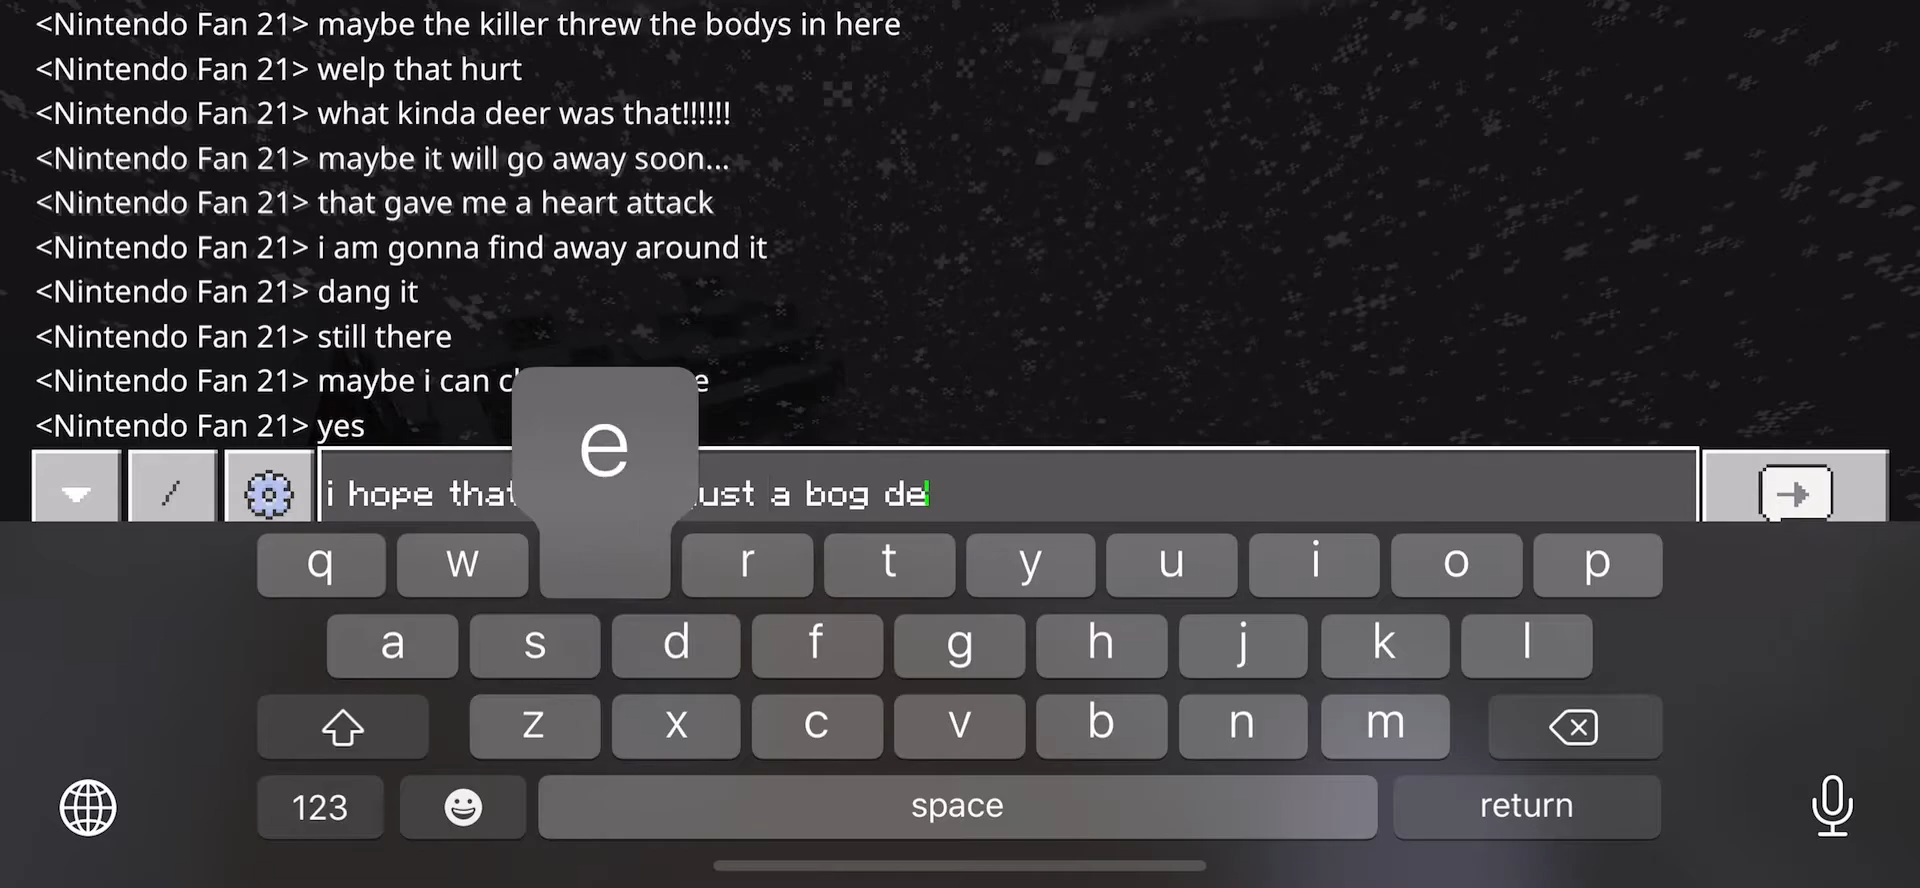 <Nintendo Fan 21> maybe the killer threw the bodys in here
<Nintendo Fan 21> welp that hurt
<Nintendo Fan 21> what kinda deer was that!!!!!!
<Nintendo Fan 21> maybe it will go away soon...
<Nintendo Fan 21> that gave me a heart attack
<Nintendo Fan 21> i am gonna find away around it
<Nintendo Fan 21> dang it
<Nintendo Fan 21> still there
<Nintendo Fan 21> maybe i can
<Nintendo Fan 21> yes
/ i hope that a bog de
e
q w r t y u i o p
a s d f g h j k l
z x c v b n m
123 space return